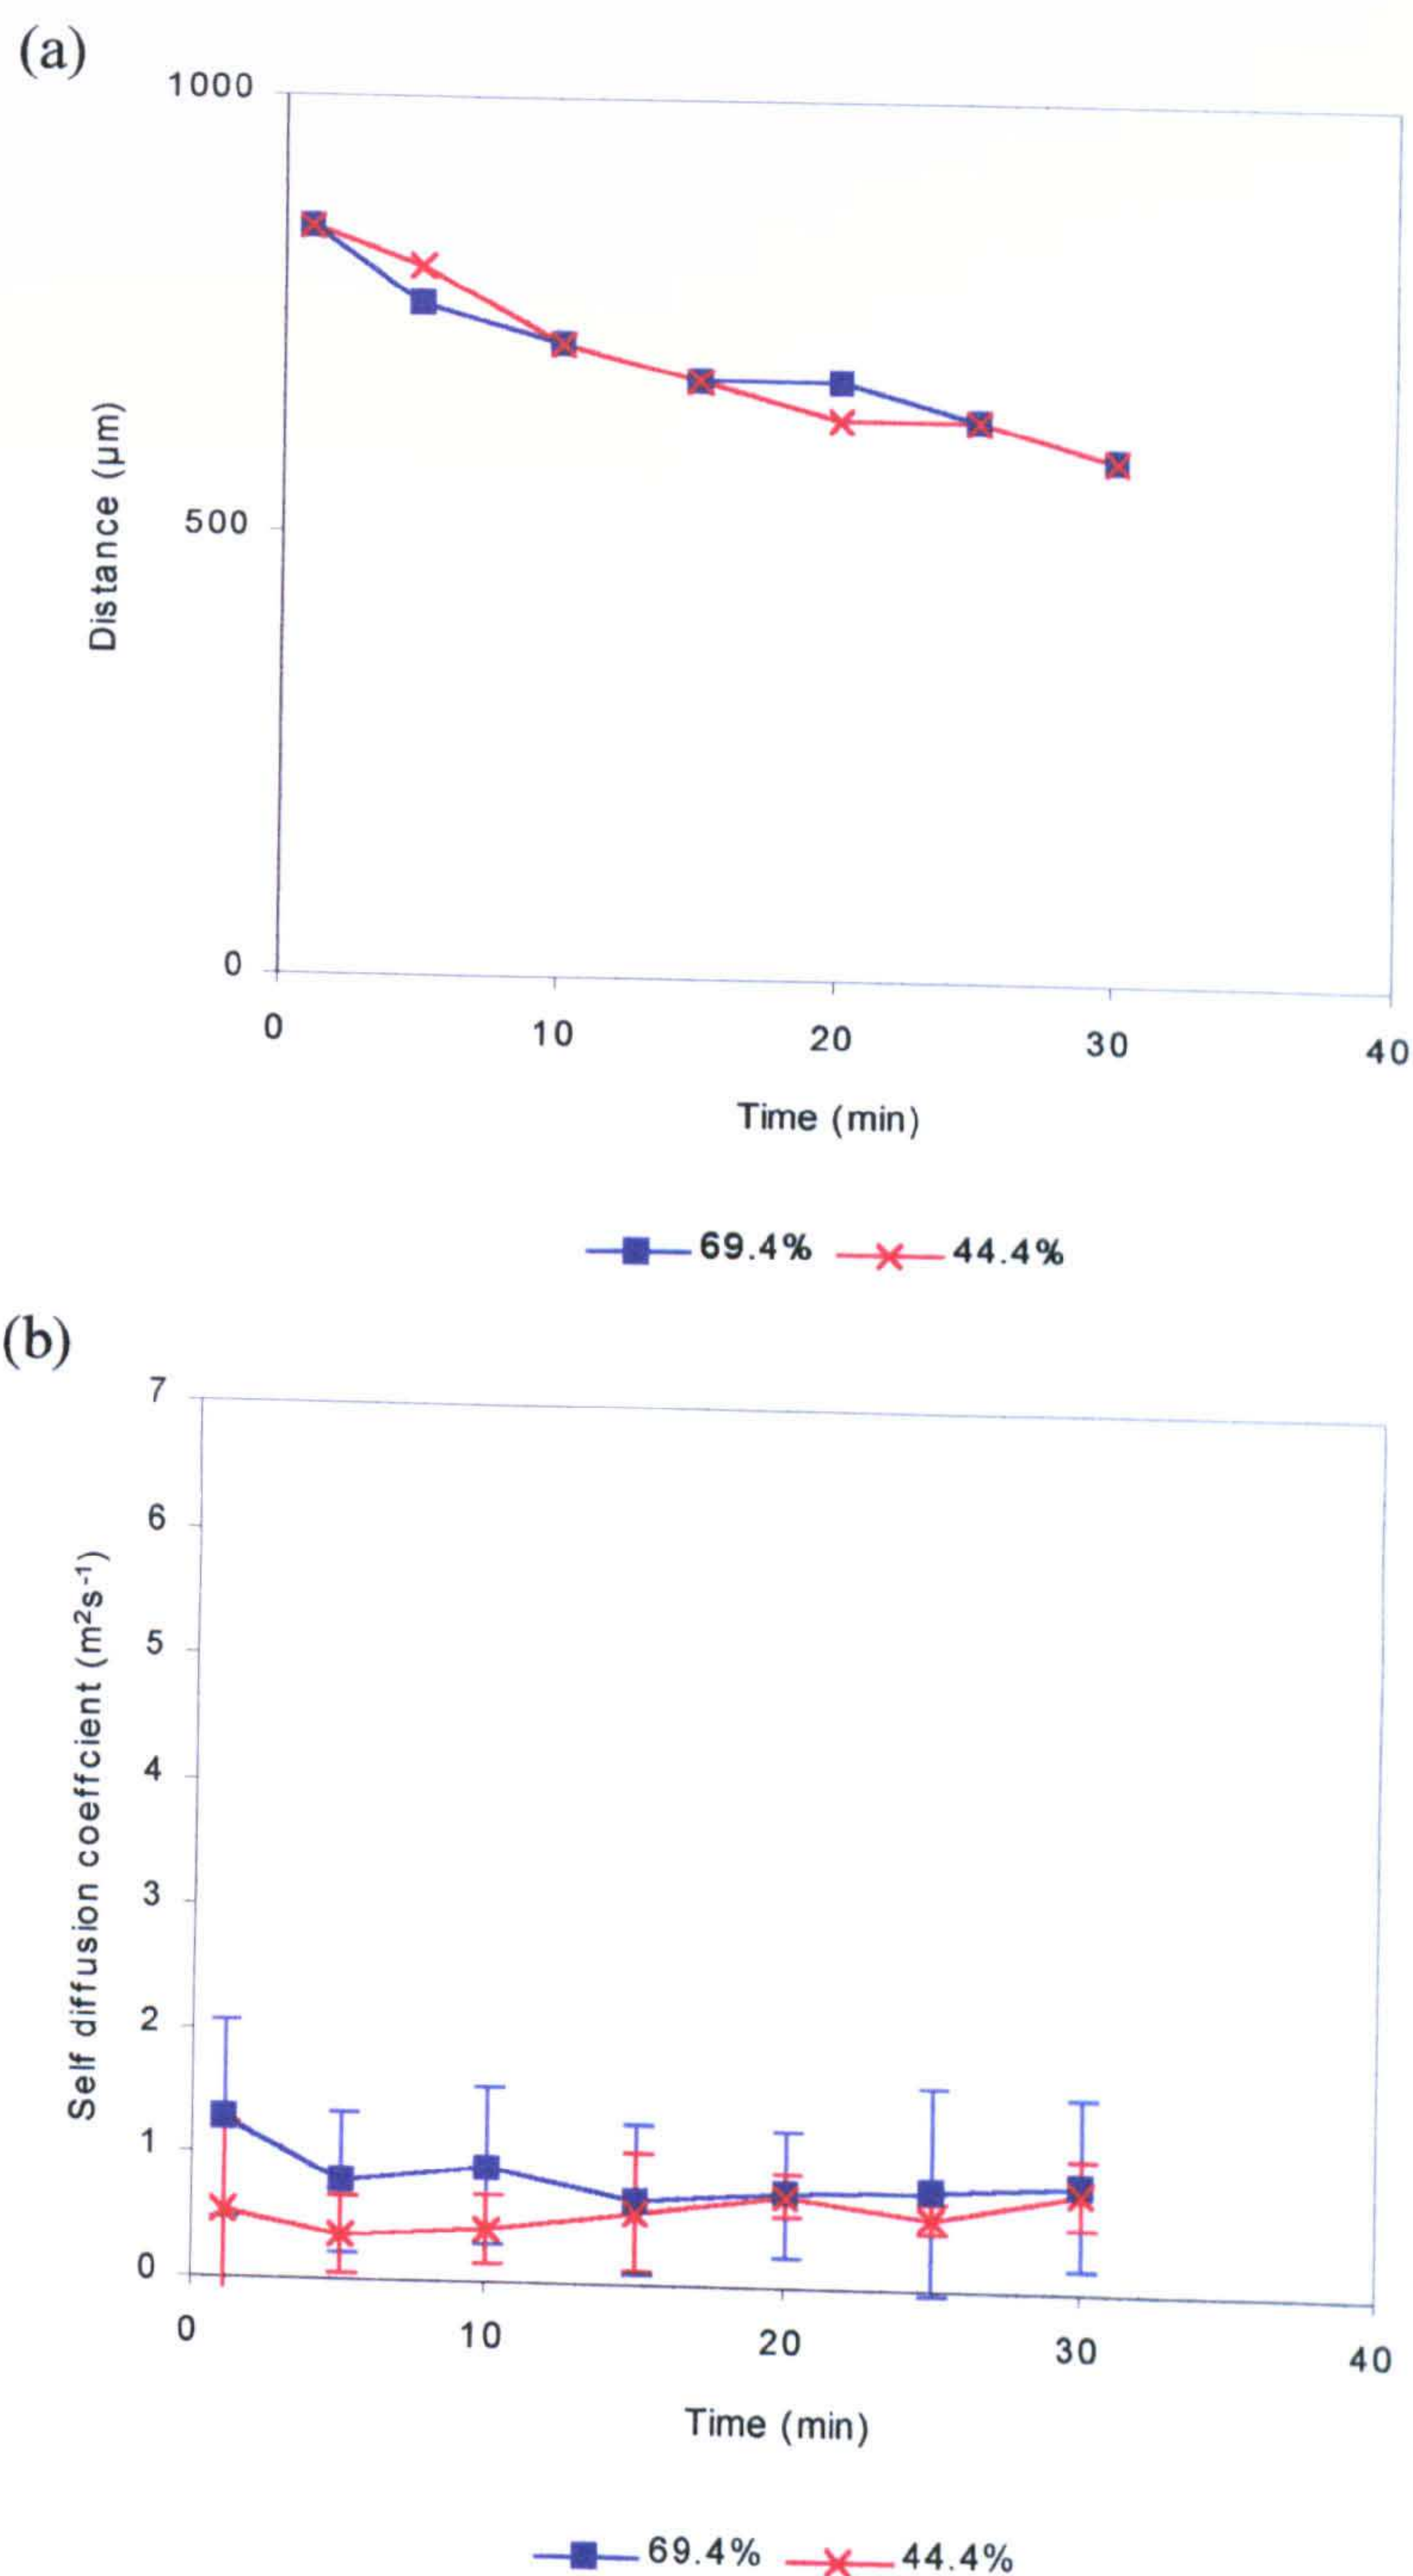 (a)
1000
500
0
Distance (µm)
0 10 20 30 40
Time (min)
69.4% 44.4%
(b)
7
6
5
4
3
2
1
0
Self diffusion coeffcient (m²s⁻¹)
0 10 20 30 40
Time (min)
69.4% 44.4%